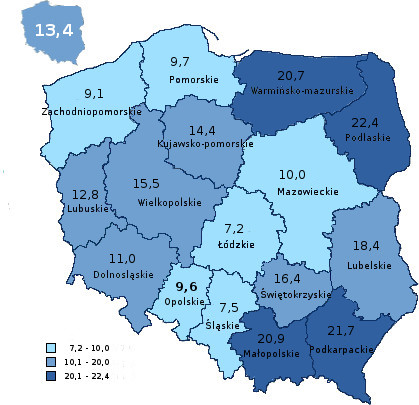 13,4
9,7
Pomorskie
9,1
Zachodniopomorskie
20,7
Warminsko-mazurskie
22,4
Podlaskie
14,4
Kujawsko-pomorskie
12,8
Lubuskie
15,5
Wielkopolskie
10,0
Mazowieckie
7,2
Łódzkie
11,0
Dolnosląskie
18,4
Lubelskie
9,6
Opolskie
7,5
Śląskie
16,4
Świętokrzyskie
20,9
Małopolskie
21,7
Podkarpackie
7,2 - 10,0
10,1 - 20,0
20,1 - 22,4